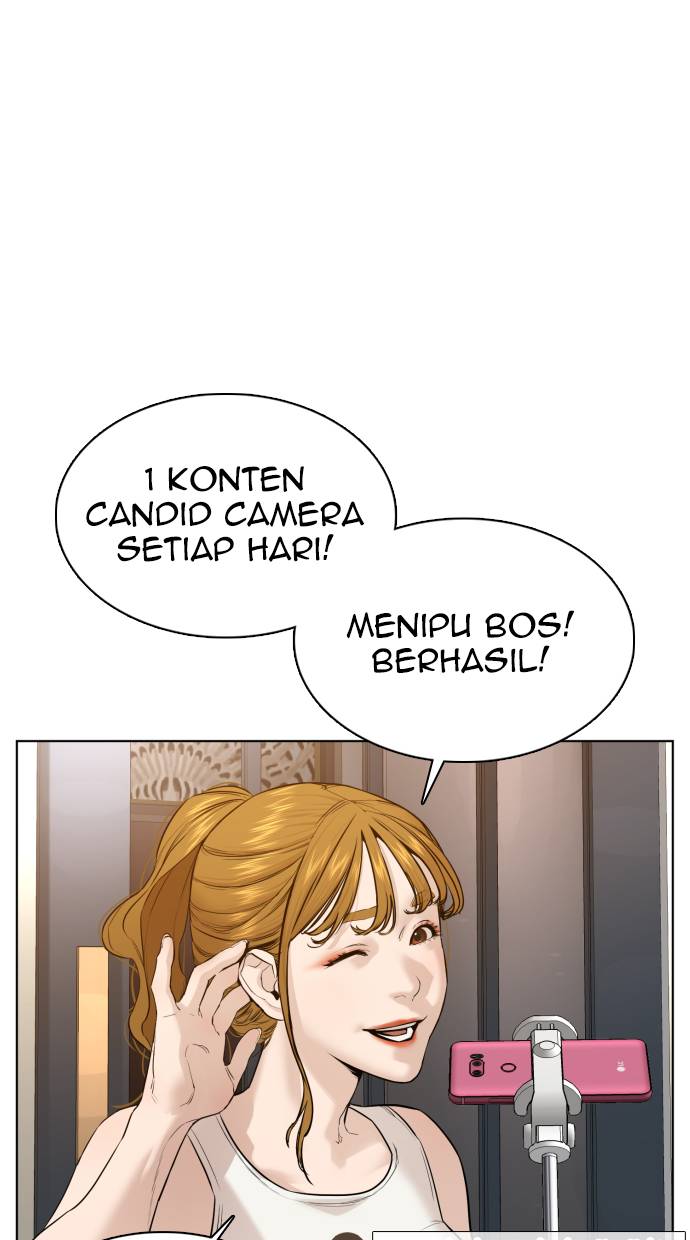 1 KONTEN
CANDID CAMERA
SETIAP HARI!
MENIPU BOS!
BERHASIL!